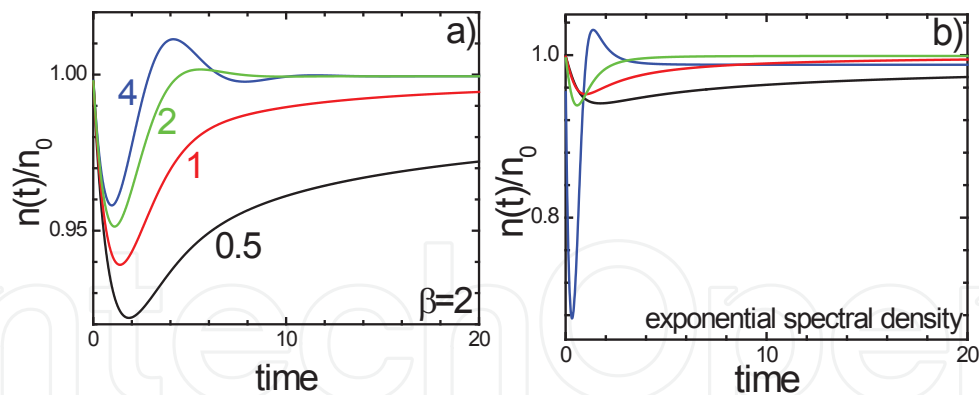 a)
1.00
0.95
n(t)/n0
4
2
1
0.5
β=2
0
10
20
time
b)
1.0
0.8
n(t)/n0
exponential spectral density
0
10
20
time
intechopen